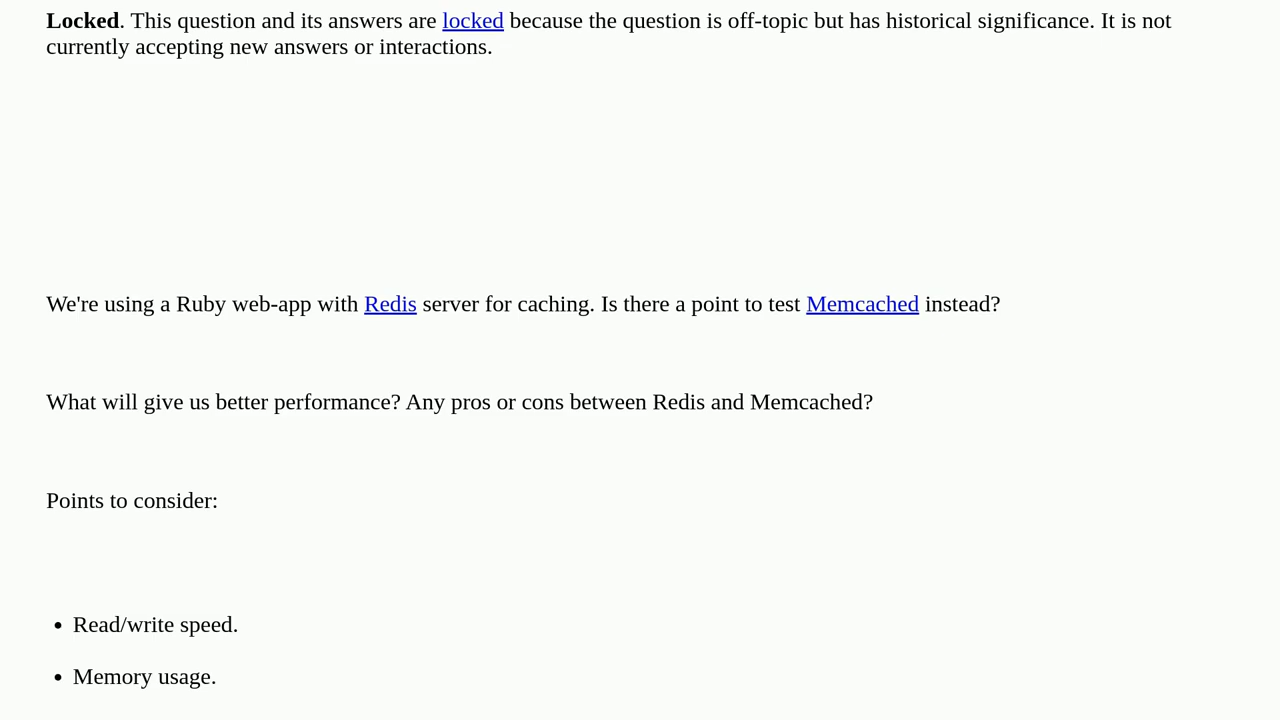 Locked. This question and its answers are locked because the question is off-topic but has historical significance. It is not
currently accepting new answers or interactions.
We're using a Ruby web-app with Redis server for caching. Is there a point to test Memcached instead?
What will give us better performance? Any pros or cons between Redis and Memcached?
Points to consider:
• Read/write speed.
• Memory usage.